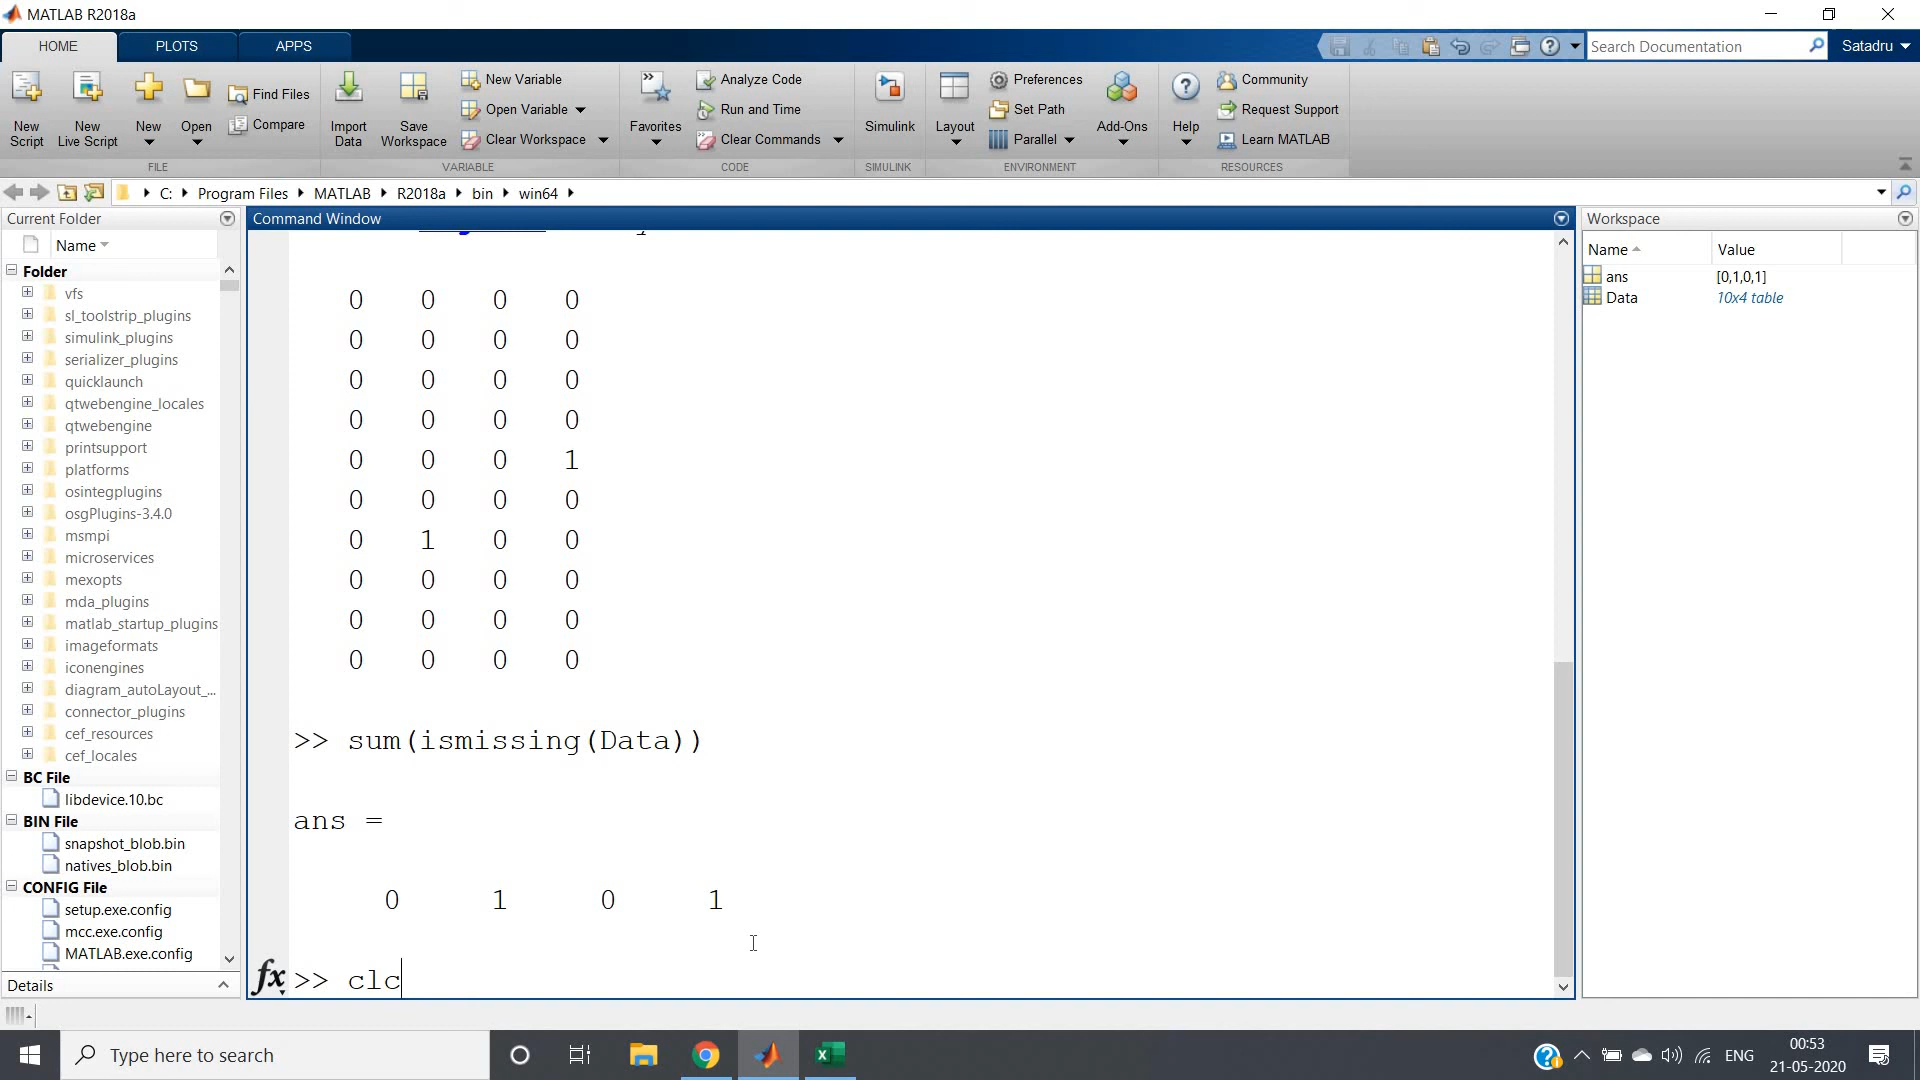 MATLAB R2018a
HOME
PLOTS
APPS
Search Documentation
Satadru
New Script
New Live Script
New
Open
Find Files
Compare
Import Data
Save Workspace
New Variable
Open Variable
Clear Workspace
Favorites
Analyze Code
Run and Time
Clear Commands
Simulink
Layout
Preferences
Set Path
Parallel
Add-Ons
Help
Community
Request Support
Learn MATLAB
FILE
VARIABLE
CODE
SIMULINK
ENVIRONMENT
RESOURCES
C: Program Files MATLAB R2018a bin win64
Current Folder
Name
Folder
vfs
sl_toolstrip_plugins
simulink_plugins
serializer_plugins
quicklaunch
qtwebengine_locales
qtwebengine
printsupport
platforms
osintegplugins
osgPlugins-3.4.0
msmpi
microservices
mexopts
mda_plugins
matlab_startup_plugins
imageformats
iconengines
diagram_autoLayout_...
connector_plugins
cef_resources
cef_locales
BC File
libdevice.10.bc
BIN File
snapshot_blob.bin
natives_blob.bin
CONFIG File
setup.exe.config
mcc.exe.config
MATLAB.exe.config
Details
Command Window
0 0 0 0
0 0 0 0
0 0 0 0
0 0 0 0
0 0 0 1
0 0 0 0
0 1 0 0
0 0 0 0
0 0 0 0
0 0 0 0
>> sum(ismissing(Data))
ans =
0 1 0 1
fx >> clc
Workspace
Name Value
ans [0,1,0,1]
Data 10x4 table
Type here to search
ENG
00:53
21-05-2020